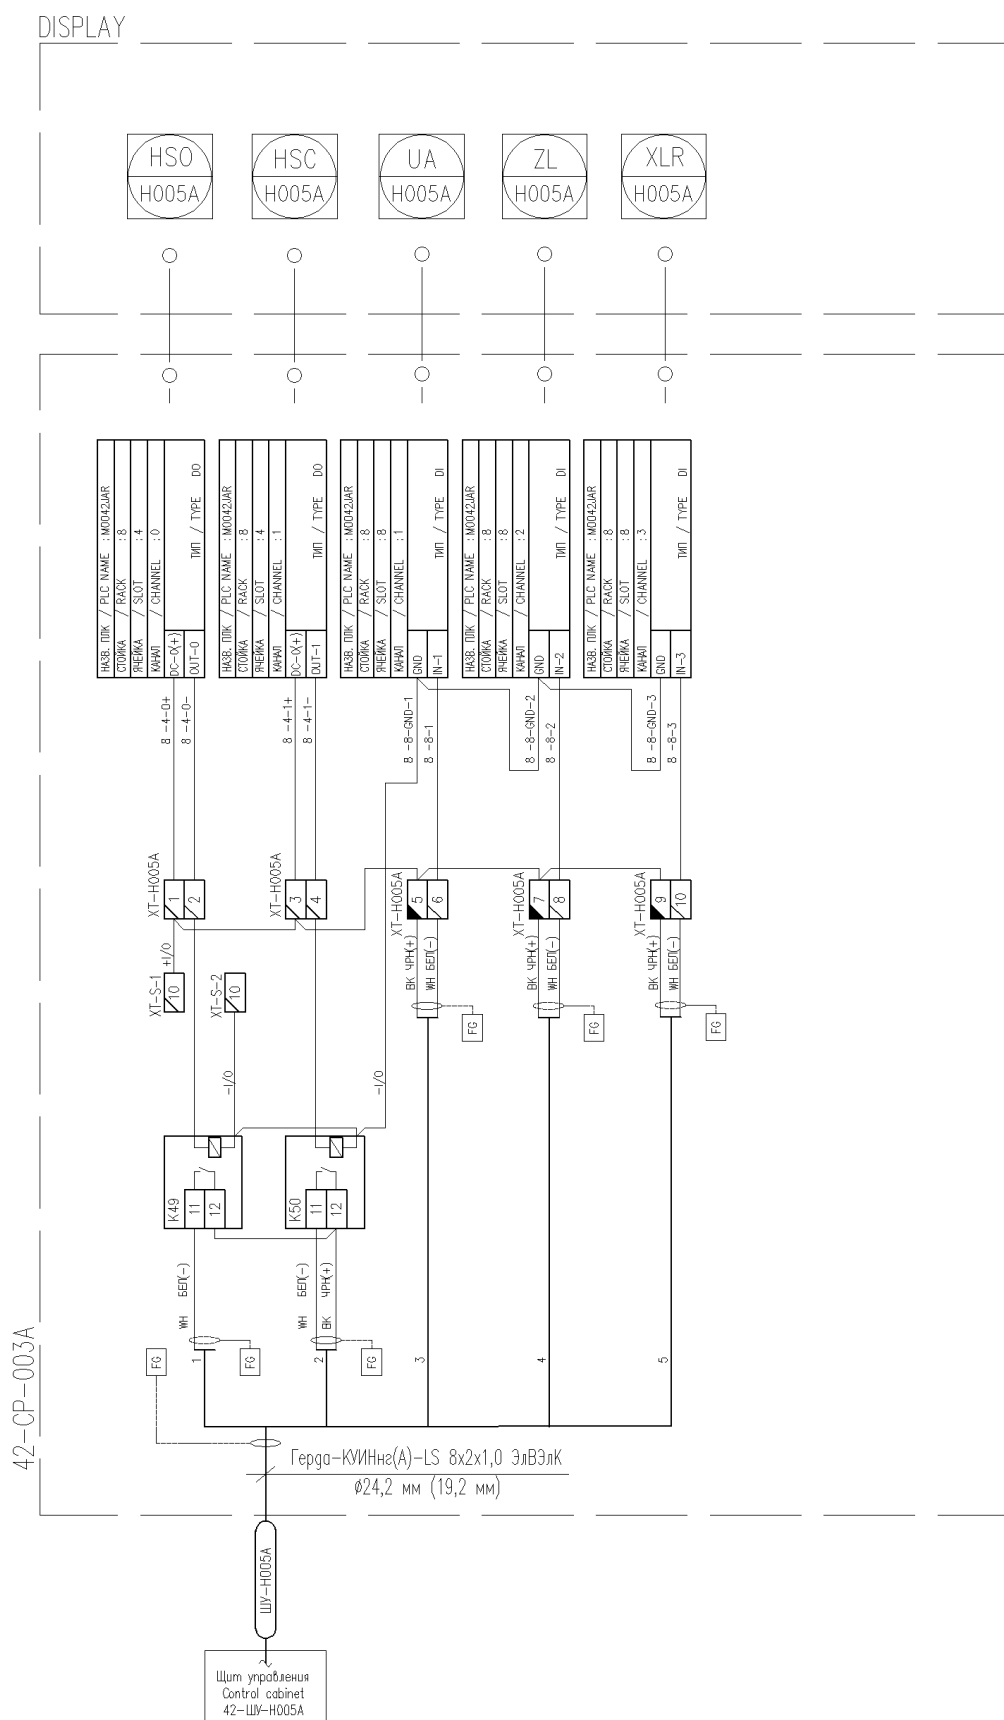 DISPLAY
HSO
H005A
HSC
H005A
UA
H005A
ZL
H005A
XLR
H005A
НАЗВ. ПЛК / PLC NAME :M0042JAR
СТОЙКА / RACK :8
ЯЧЕЙКА / SLOT :4
КАНАЛ / CHANNEL :0
DC-0(+)
OUT-0
ТИП / TYPE DO
НАЗВ. ПЛК / PLC NAME :M0042JAR
СТОЙКА / RACK :8
ЯЧЕЙКА / SLOT :4
КАНАЛ / CHANNEL :1
DC-0(+)
OUT-1
ТИП / TYPE DO
НАЗВ. ПЛК / PLC NAME :M0042JAR
СТОЙКА / RACK :8
ЯЧЕЙКА / SLOT :8
КАНАЛ / CHANNEL :1
GND
IN-1
ТИП / TYPE DI
НАЗВ. ПЛК / PLC NAME :M0042JAR
СТОЙКА / RACK :8
ЯЧЕЙКА / SLOT :8
КАНАЛ / CHANNEL :2
GND
IN-2
ТИП / TYPE DI
НАЗВ. ПЛК / PLC NAME :M0042JAR
СТОЙКА / RACK :8
ЯЧЕЙКА / SLOT :8
КАНАЛ / CHANNEL :3
GND
IN-3
ТИП / TYPE DI
8 -4-0+
8 -4-0-
8 -4-1+
8 -4-1-
8 -8-GND-1
8 -8-1
8 -8-GND-2
8 -8-2
8 -8-GND-3
8 -8-3
XT-H005A
1
2
XT-H005A
3
4
XT-H005A
5
6
XT-H005A
7
8
XT-H005A
9
10
XT-S-1
10
+I/O
XT-S-2
10
-I/O
-I/O
BK ЧРН(+)
WH БЕЛ(-)
FG
BK ЧРН(+)
WH БЕЛ(-)
FG
BK ЧРН(+)
WH БЕЛ(-)
FG
K49
11
12
K50
11
12
WH БЕЛ(-)
WH БЕЛ(-)
BK ЧРН(+)
FG
FG
FG
1
2
3
4
5
42-CP-003A
Герда-КУИНнг(А)-LS 8х2х1,0 ЭлВЭлК
ø24,2 мм (19,2 мм)
ШУ-H005A
Щит управления
Control cabinet
42-ШУ-H005A